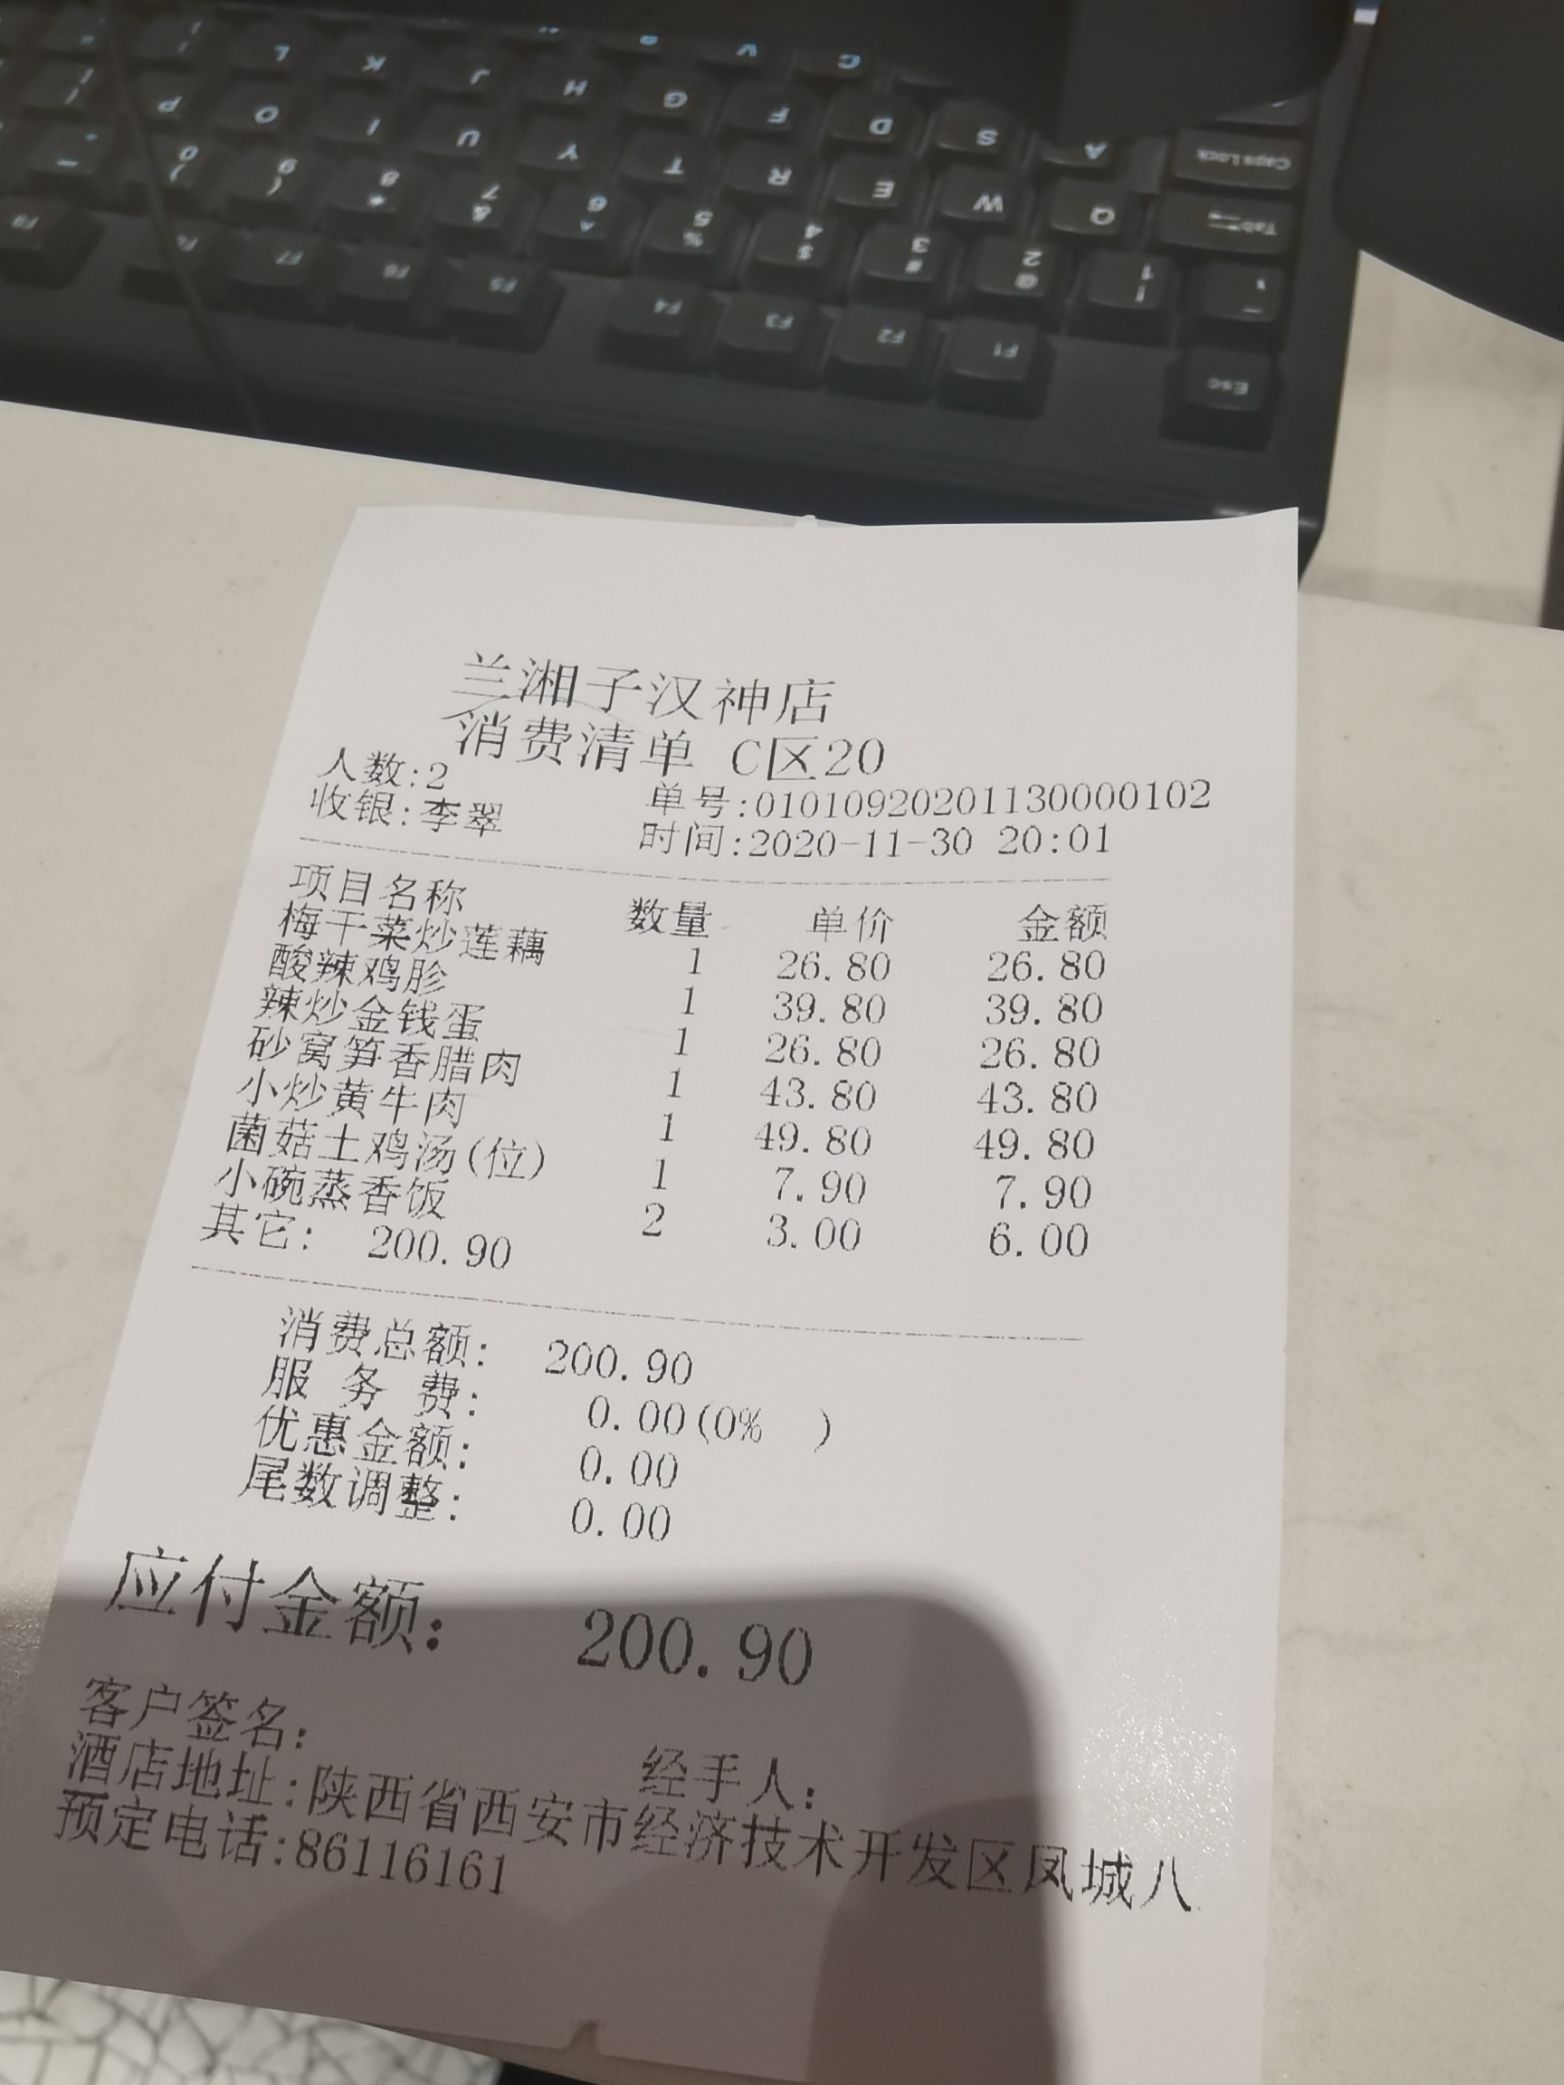 兰湘子汉神店
消费清单 C区20
人数:2
收银:李翠 单号:01010920201130000102
时间:2020-11-30 20:01
项目名称 数量 单价 金额
梅干菜炒莲藕 1 26.80 26.80
酸辣鸡胗 1 39.80 39.80
辣炒金钱蛋 1 26.80 26.80
砂窝笋香腊肉 1 43.80 43.80
小炒黄牛肉 1 49.80 49.80
菌菇土鸡汤(位) 1 7.90 7.90
小碗蒸香饭 2 3.00 6.00
其它: 200.90
消费总额: 200.90
服 务 费: 0.00(0% )
优惠金额: 0.00
尾数调整: 0.00
应付金额: 200.90
客户签名: 经手人:
酒店地址:陕西省西安市经济技术开发区凤城八
预定电话:86116161